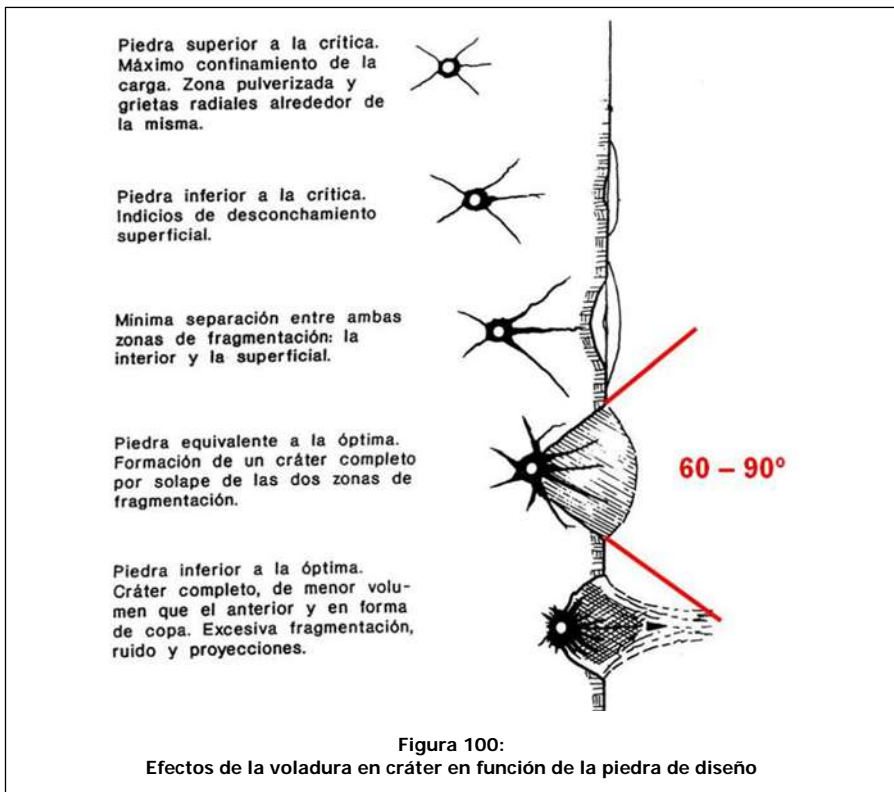 Piedra superior a la crítica.
Máximo confinamiento de la
carga. Zona pulverizada y
grietas radiales alrededor de
la misma.
Piedra inferior a la crítica.
Indicios de desconchamiento
superficial.
Mínima separación entre ambas
zonas de fragmentación: la
interior y la superficial.
Piedra equivalente a la óptima.
Formación de un cráter completo
por solape de las dos zonas de
fragmentación.
60 – 90º
Piedra inferior a la óptima.
Cráter completo, de menor volu-
men que el anterior y en forma
de copa. Excesiva fragmentación,
ruido y proyecciones.
Figura 100:
Efectos de la voladura en cráter en función de la piedra de diseño